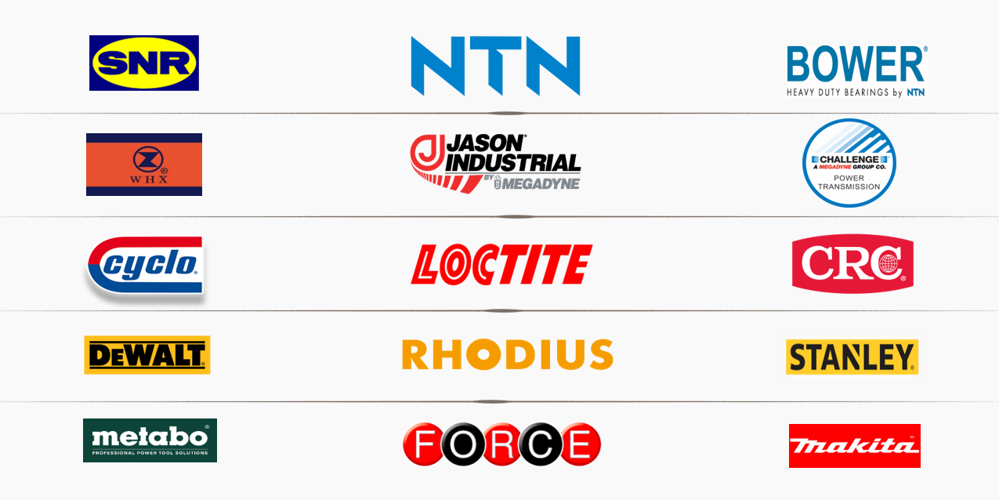 SNR
NTN
BOWER®
HEAVY DUTY BEARINGS by NTN
®
WHX
JASON®
INDUSTRIAL
BY MEGADYNE
CHALLENGE
A MEGADYNE GROUP CO.
POWER
TRANSMISSION
cyclo®
LOCTITE
CRC®
DEWALT®
RHODIUS
STANLEY®
metabo®
PROFESSIONAL POWER TOOL SOLUTIONS
FORCE
makita®